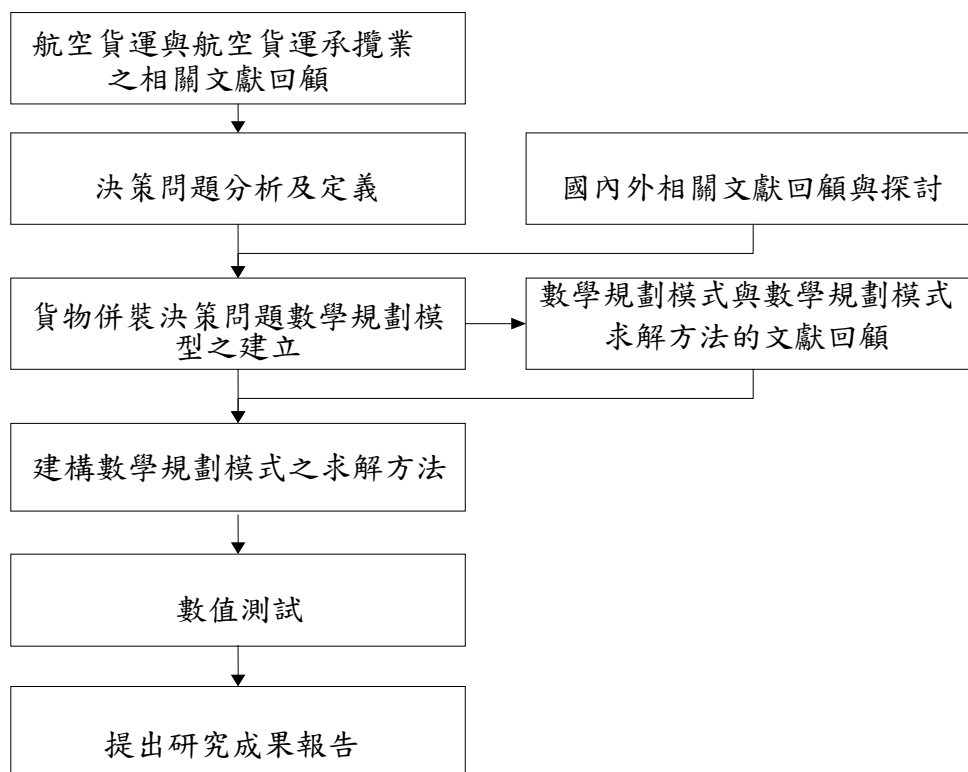 航空貨運與航空貨運承攬業
之相關文獻回顧
決策問題分析及定義
國內外相關文獻回顧與探討
貨物併裝決策問題數學規劃模
型之建立
數學規劃模式與數學規劃模式
求解方法的文獻回顧
建構數學規劃模式之求解方法
數值測試
提出研究成果報告